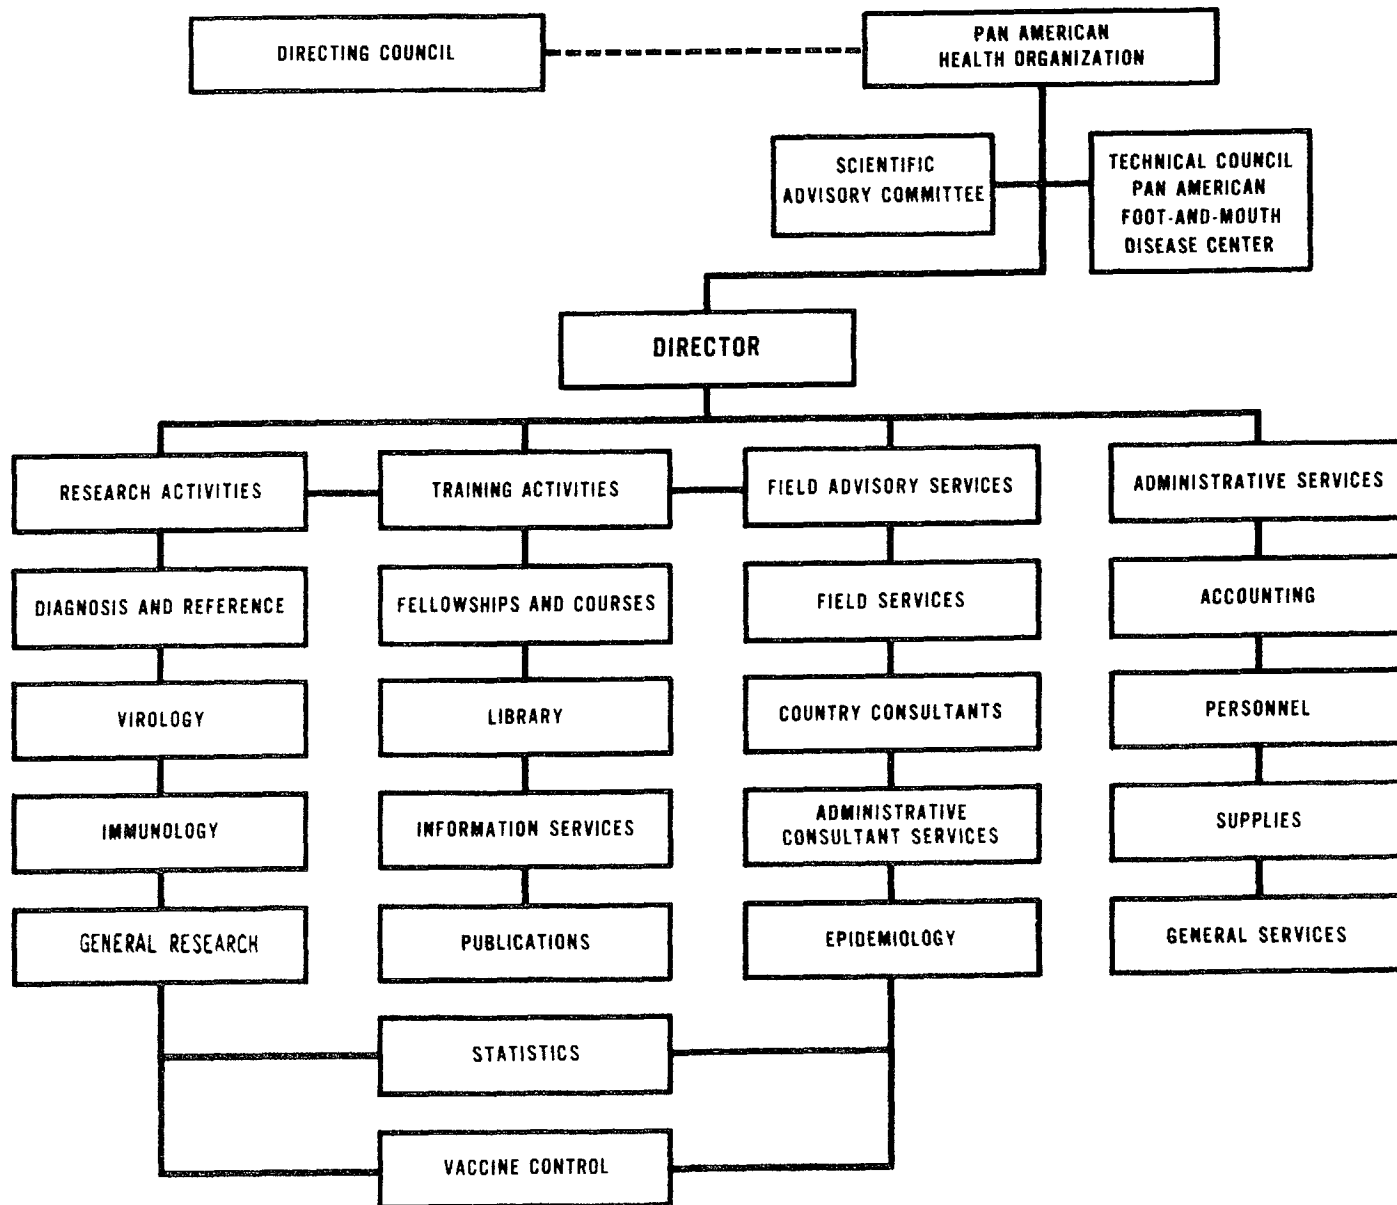 DIRECTING COUNCIL
PAN AMERICAN
HEALTH ORGANIZATION
SCIENTIFIC
ADVISORY COMMITTEE
TECHNICAL COUNCIL
PAN AMERICAN
FOOT-AND-MOUTH
DISEASE CENTER
DIRECTOR
RESEARCH ACTIVITIES
TRAINING ACTIVITIES
FIELD ADVISORY SERVICES
ADMINISTRATIVE SERVICES
DIAGNOSIS AND REFERENCE
FELLOWSHIPS AND COURSES
FIELD SERVICES
ACCOUNTING
VIROLOGY
LIBRARY
COUNTRY CONSULTANTS
PERSONNEL
IMMUNOLOGY
INFORMATION SERVICES
ADMINISTRATIVE
CONSULTANT SERVICES
SUPPLIES
GENERAL RESEARCH
PUBLICATIONS
EPIDEMIOLOGY
GENERAL SERVICES
STATISTICS
VACCINE CONTROL